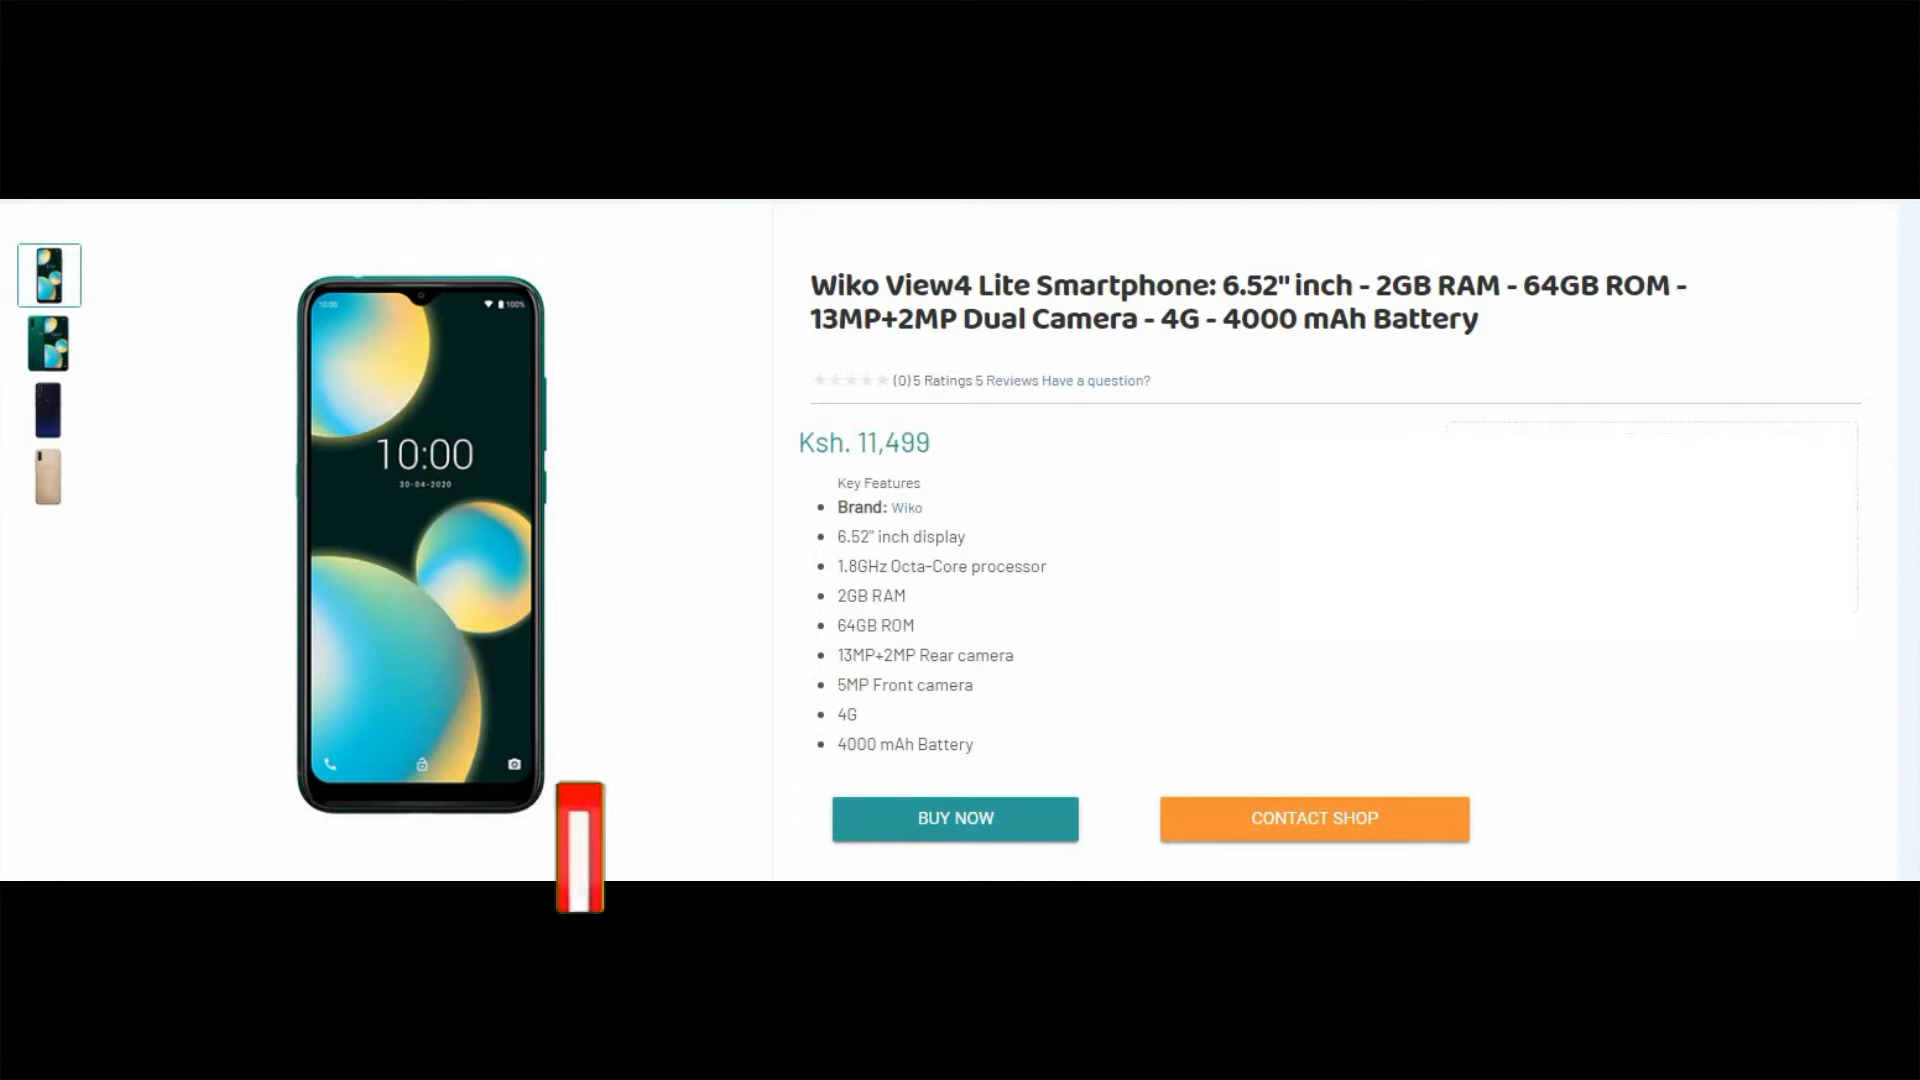 10:00
100%
10:00
30-04-2020
Wiko View4 Lite Smartphone: 6.52" inch - 2GB RAM - 64GB ROM -
13MP+2MP Dual Camera - 4G - 4000 mAh Battery
(0) 5 Ratings 5 Reviews Have a question?
Ksh. 11,499
Key Features
Brand: Wiko
6.52" inch display
1.8GHz Octa-Core processor
2GB RAM
64GB ROM
13MP+2MP Rear camera
5MP Front camera
4G
4000 mAh Battery
BUY NOW
CONTACT SHOP